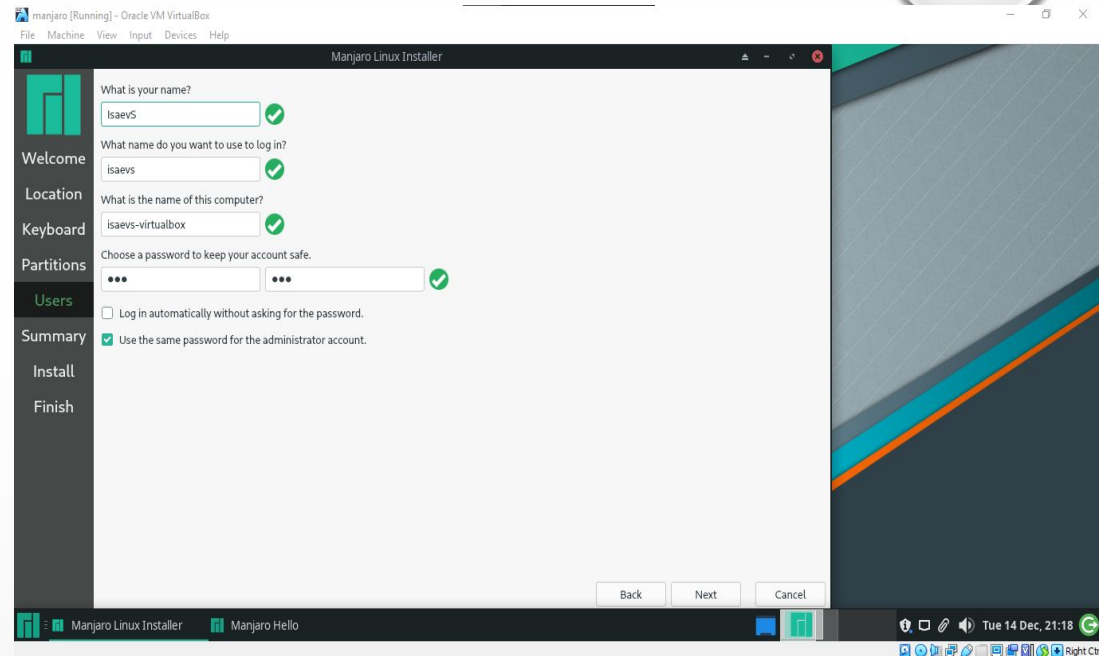 manjaro [Running] - Oracle VM VirtualBox
File Machine View Input Devices Help
Manjaro Linux Installer
Welcome
Location
Keyboard
Partitions
Users
Summary
Install
Finish
What is your name?
IsaevS
What name do you want to use to log in?
isaevs
What is the name of this computer?
isaevs-virtualbox
Choose a password to keep your account safe.
●●● ●●●
Log in automatically without asking for the password.
Use the same password for the administrator account.
Back Next Cancel
Manjaro Linux Installer Manjaro Hello Tue 14 Dec, 21:18
Right Ctr